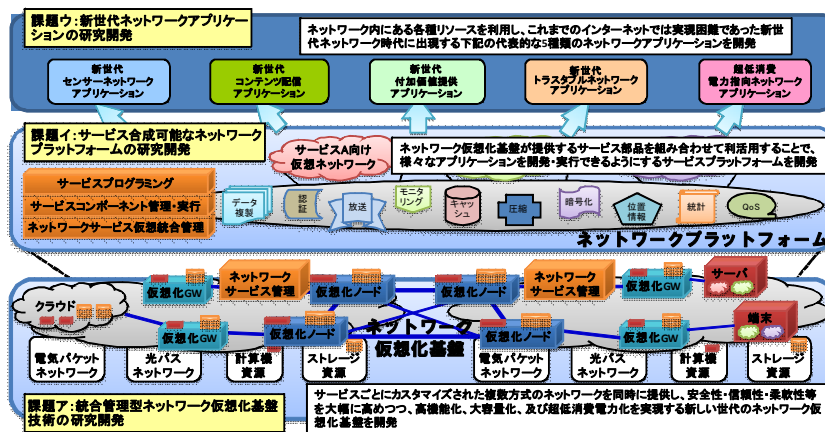 課題ウ：新世代ネットワークアプリケー
ションの研究開発
ネットワーク内にある各種リソースを利用し、これまでのインターネットでは実現困難であった新世
代ネットワーク時代に出現する下記の代表的な5種類のネットワークアプリケーションを開発
新世代
センサーネットワーク
アプリケーション
新世代
コンテンツ配信
アプリケーション
新世代
付加価値提供
アプリケーション
新世代
トラスタブルネットワーク
アプリケーション
超低消費
電力指向ネットワーク
アプリケーション
課題イ：サービス合成可能なネットワーク
プラットフォームの研究開発
サービスA向け
仮想ネットワーク
ネットワーク仮想化基盤が提供するサービス部品を組み合わせて利活用することで、
様々なアプリケーションを開発・実行できるようにするサービスプラットフォームを開発
サービスプログラミング
サービスコンポーネント管理・実行
ネットワークサービス仮想統合管理
データ
複製
認
証
放送
モニタ
リング
キャッ
シュ
圧縮
暗号化
位置
情報
統計
QoS
ネットワークプラットフォーム
クラウド
仮想化GW
ネットワーク
サービス管理
仮想化ノード
仮想化ノード
ネットワーク
サービス管理
仮想化GW
サーバ
仮想化GW
仮想化ノード
ネットワーク
仮想化基盤
仮想化ノード
仮想化GW
端末
電気パケット
ネットワーク
光パス
ネットワーク
計算機
資源
ストレージ
資源
電気パケット
ネットワーク
光パス
ネットワーク
計算機
資源
ストレージ
資源
課題ア：統合管理型ネットワーク仮想化基盤
技術の研究開発
サービスごとにカスタマイズされた複数方式のネットワークを同時に提供し、安全性・信頼性・柔軟性等
を大幅に高めつつ、高機能化、大容量化、及び超低消費電力化を実現する新しい世代のネットワーク仮
想化基盤を開発